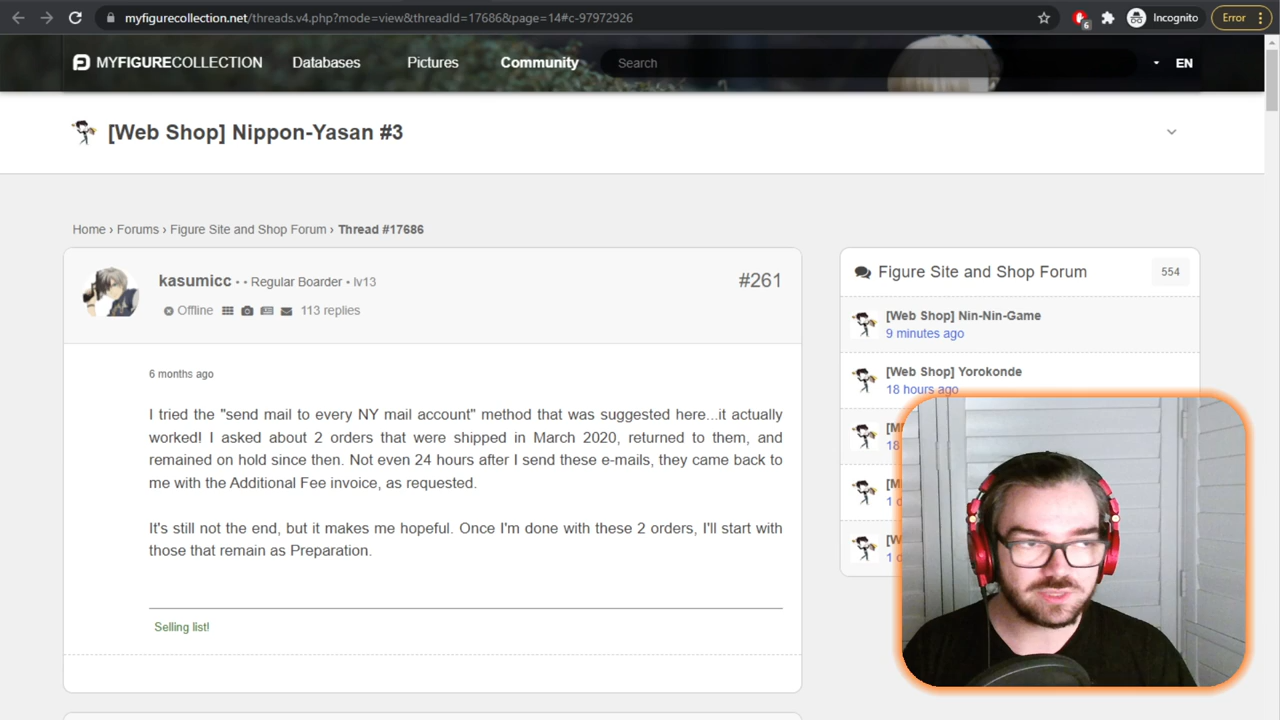 myfigurecollection.net/threads.v4.php?mode=view&threadId=17686&page=14#c-97972926
6
Incognito
Error
MYFIGURECOLLECTION
Databases
Pictures
Community
Search
EN
[Web Shop] Nippon-Yasan #3
Home › Forums › Figure Site and Shop Forum › Thread #17686
kasumicc • • Regular Boarder • lv13
#261
Offline
113 replies
6 months ago
I tried the "send mail to every NY mail account" method that was suggested here...it actually
worked! I asked about 2 orders that were shipped in March 2020, returned to them, and
remained on hold since then. Not even 24 hours after I send these e-mails, they came back to
me with the Additional Fee invoice, as requested.
It's still not the end, but it makes me hopeful. Once I'm done with these 2 orders, I'll start with
those that remain as Preparation.
Selling list!
Figure Site and Shop Forum
554
[Web Shop] Nin-Nin-Game
9 minutes ago
[Web Shop] Yorokonde
18 hours ago
18
1
1